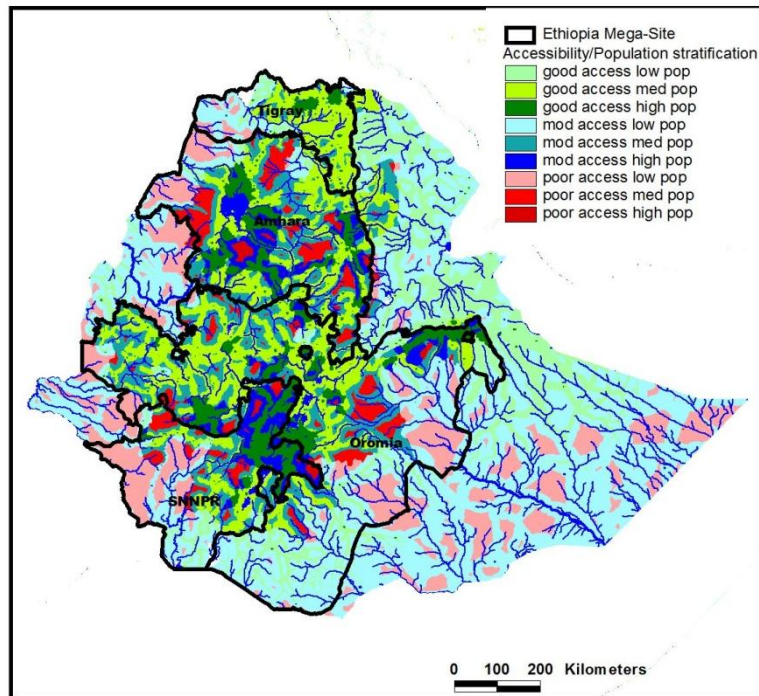 Ethiopia Mega-Site
Accessibility/Population stratification
good access low pop
good access med pop
good access high pop
mod access low pop
mod access med pop
mod access high pop
poor access low pop
poor access med pop
poor access high pop
Tigray
Amhara
Oromia
SNNPR
0 100 200 Kilometers